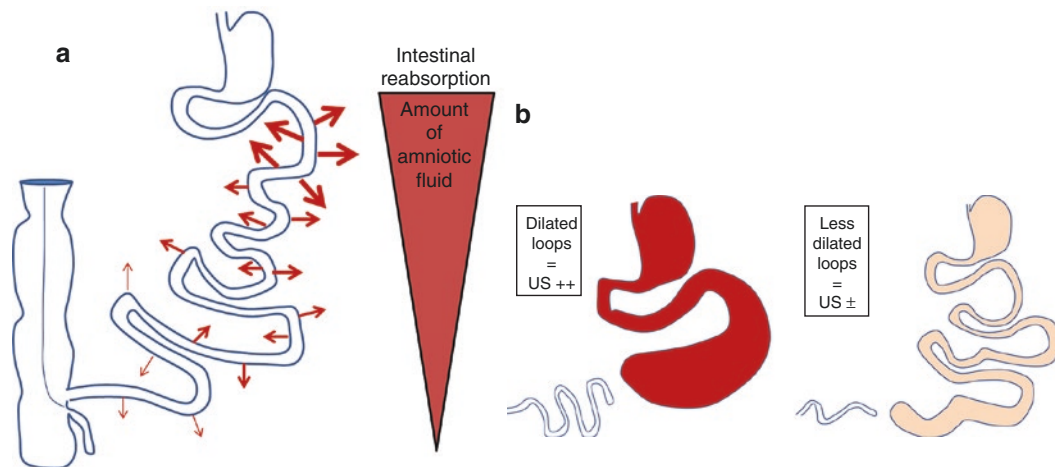 a
Intestinal
reabsorption
Amount
of
amniotic
fluid
b
Dilated
loops
=
US ++
Less
dilated
loops
=
US ±